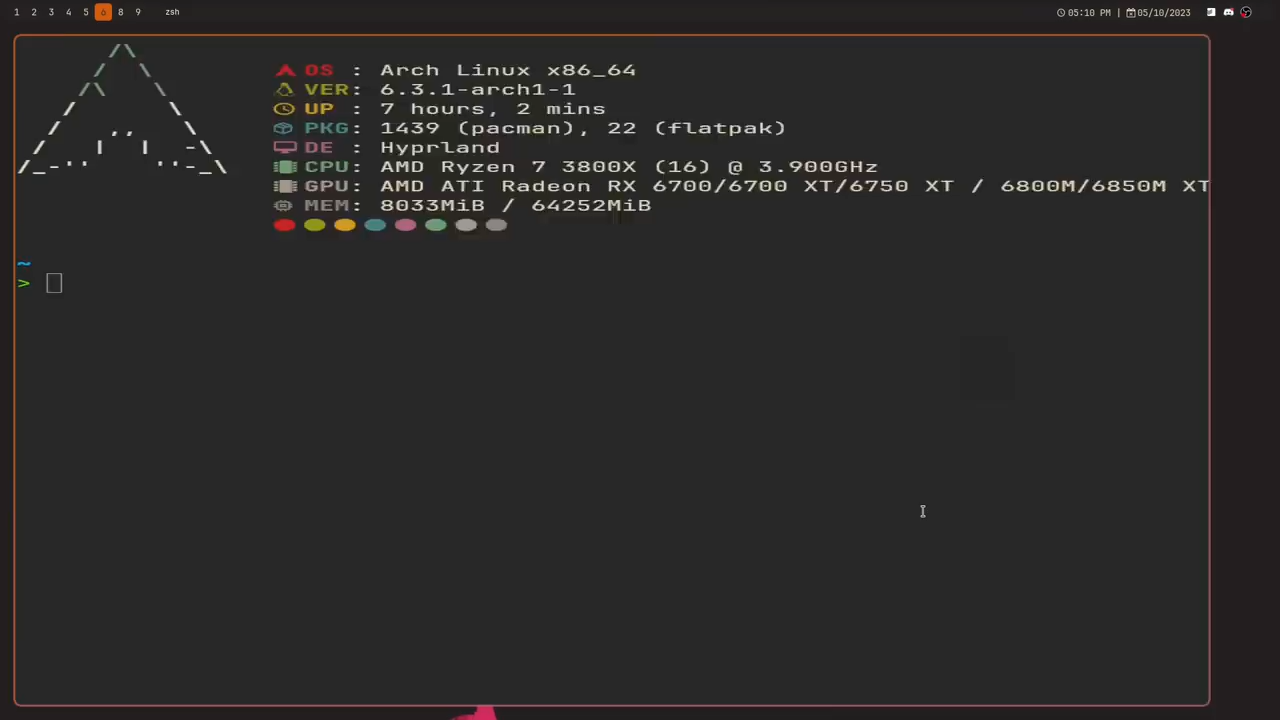 1 2 3 4 5 6 8 9 zsh 05:10 PM | 05/10/2023
OS : Arch Linux x86_64
VER: 6.3.1-arch1-1
UP : 7 hours, 2 mins
PKG: 1439 (pacman), 22 (flatpak)
DE : Hyprland
CPU: AMD Ryzen 7 3800X (16) @ 3.900GHz
GPU: AMD ATI Radeon RX 6700/6700 XT/6750 XT / 6800M/6850M XT
MEM: 8033MiB / 64252MiB
~
>